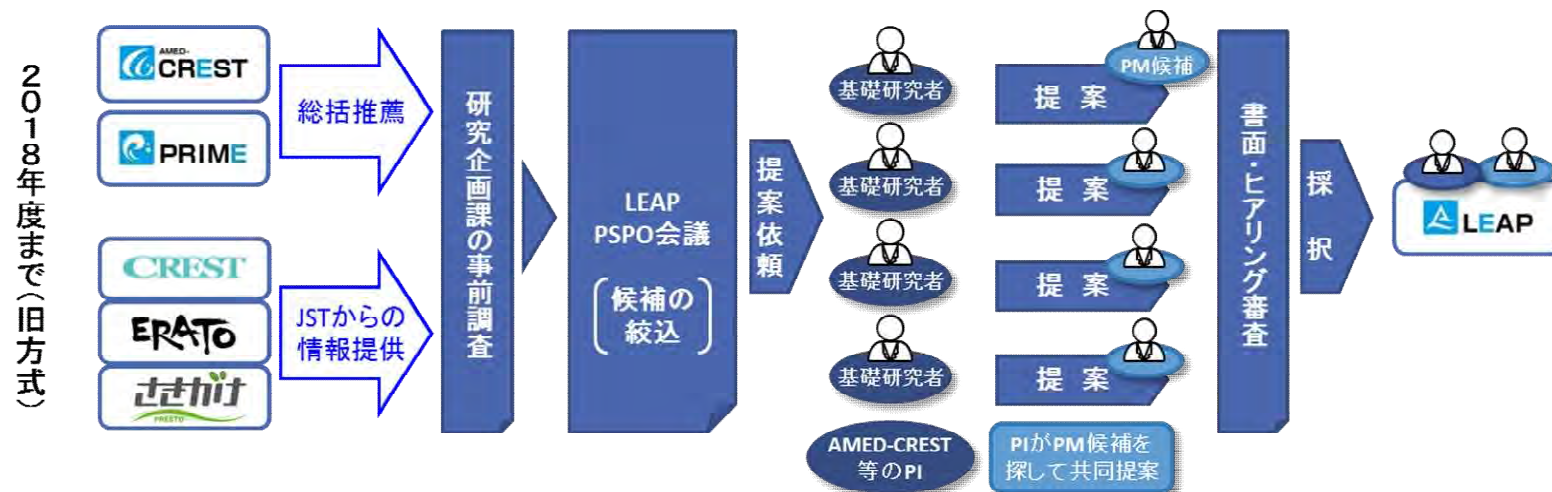 ２０１８年度まで（旧方式）
AMED-
CREST
PRIME
総括推薦
CREST
ERATO
さきがけ
PRESTO
JSTからの
情報提供
研究企画課の事前調査
LEAP
PSPO会議
候補の
絞込
提案依頼
基礎研究者
基礎研究者
基礎研究者
基礎研究者
AMED-CREST
等のPI
提 案
PM候補
提 案
提 案
提 案
PIがPM候補を
探して共同提案
書面・ヒアリング審査
採択
LEAP